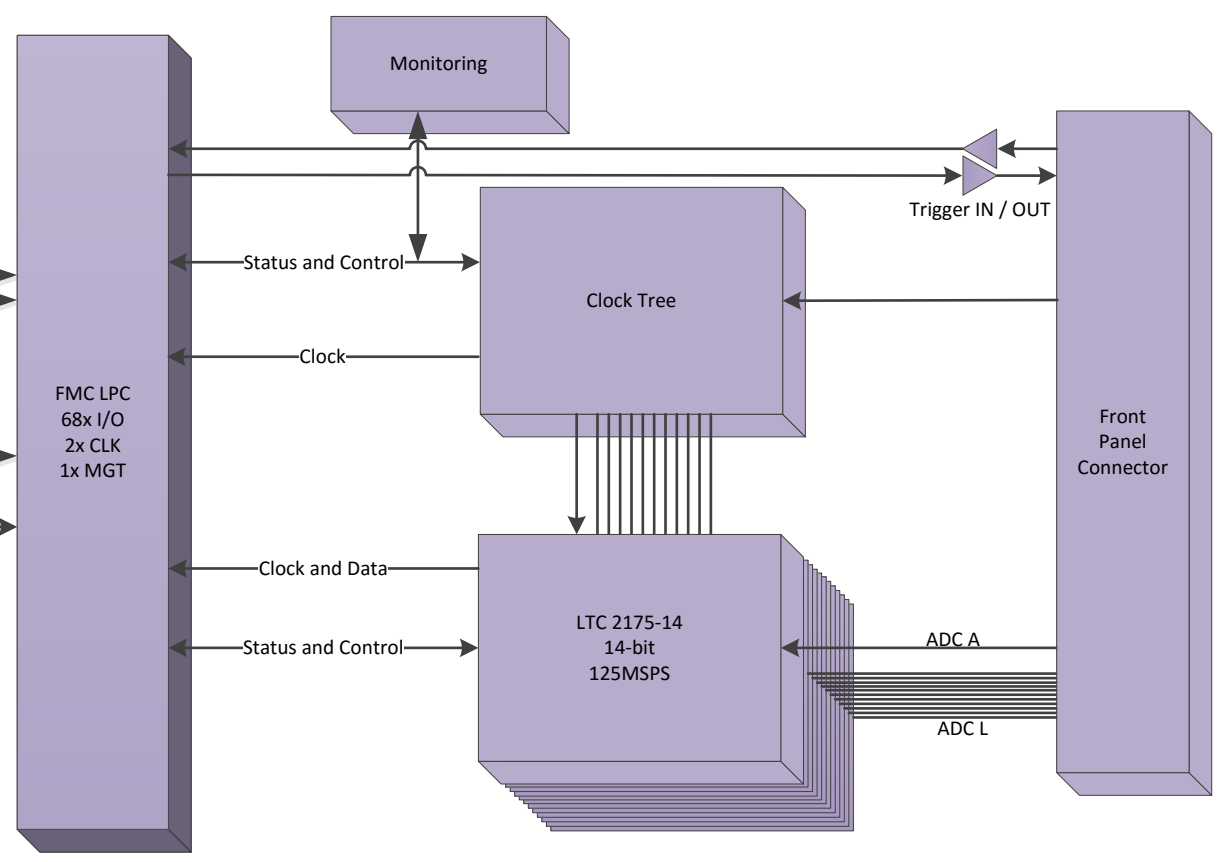 Monitoring
Trigger IN / OUT
Status and Control
Clock Tree
Clock
FMC LPC
68x I/O
2x CLK
1x MGT
Front
Panel
Connector
Clock and Data
LTC 2175-14
14-bit
125MSPS
Status and Control
ADC A
ADC L